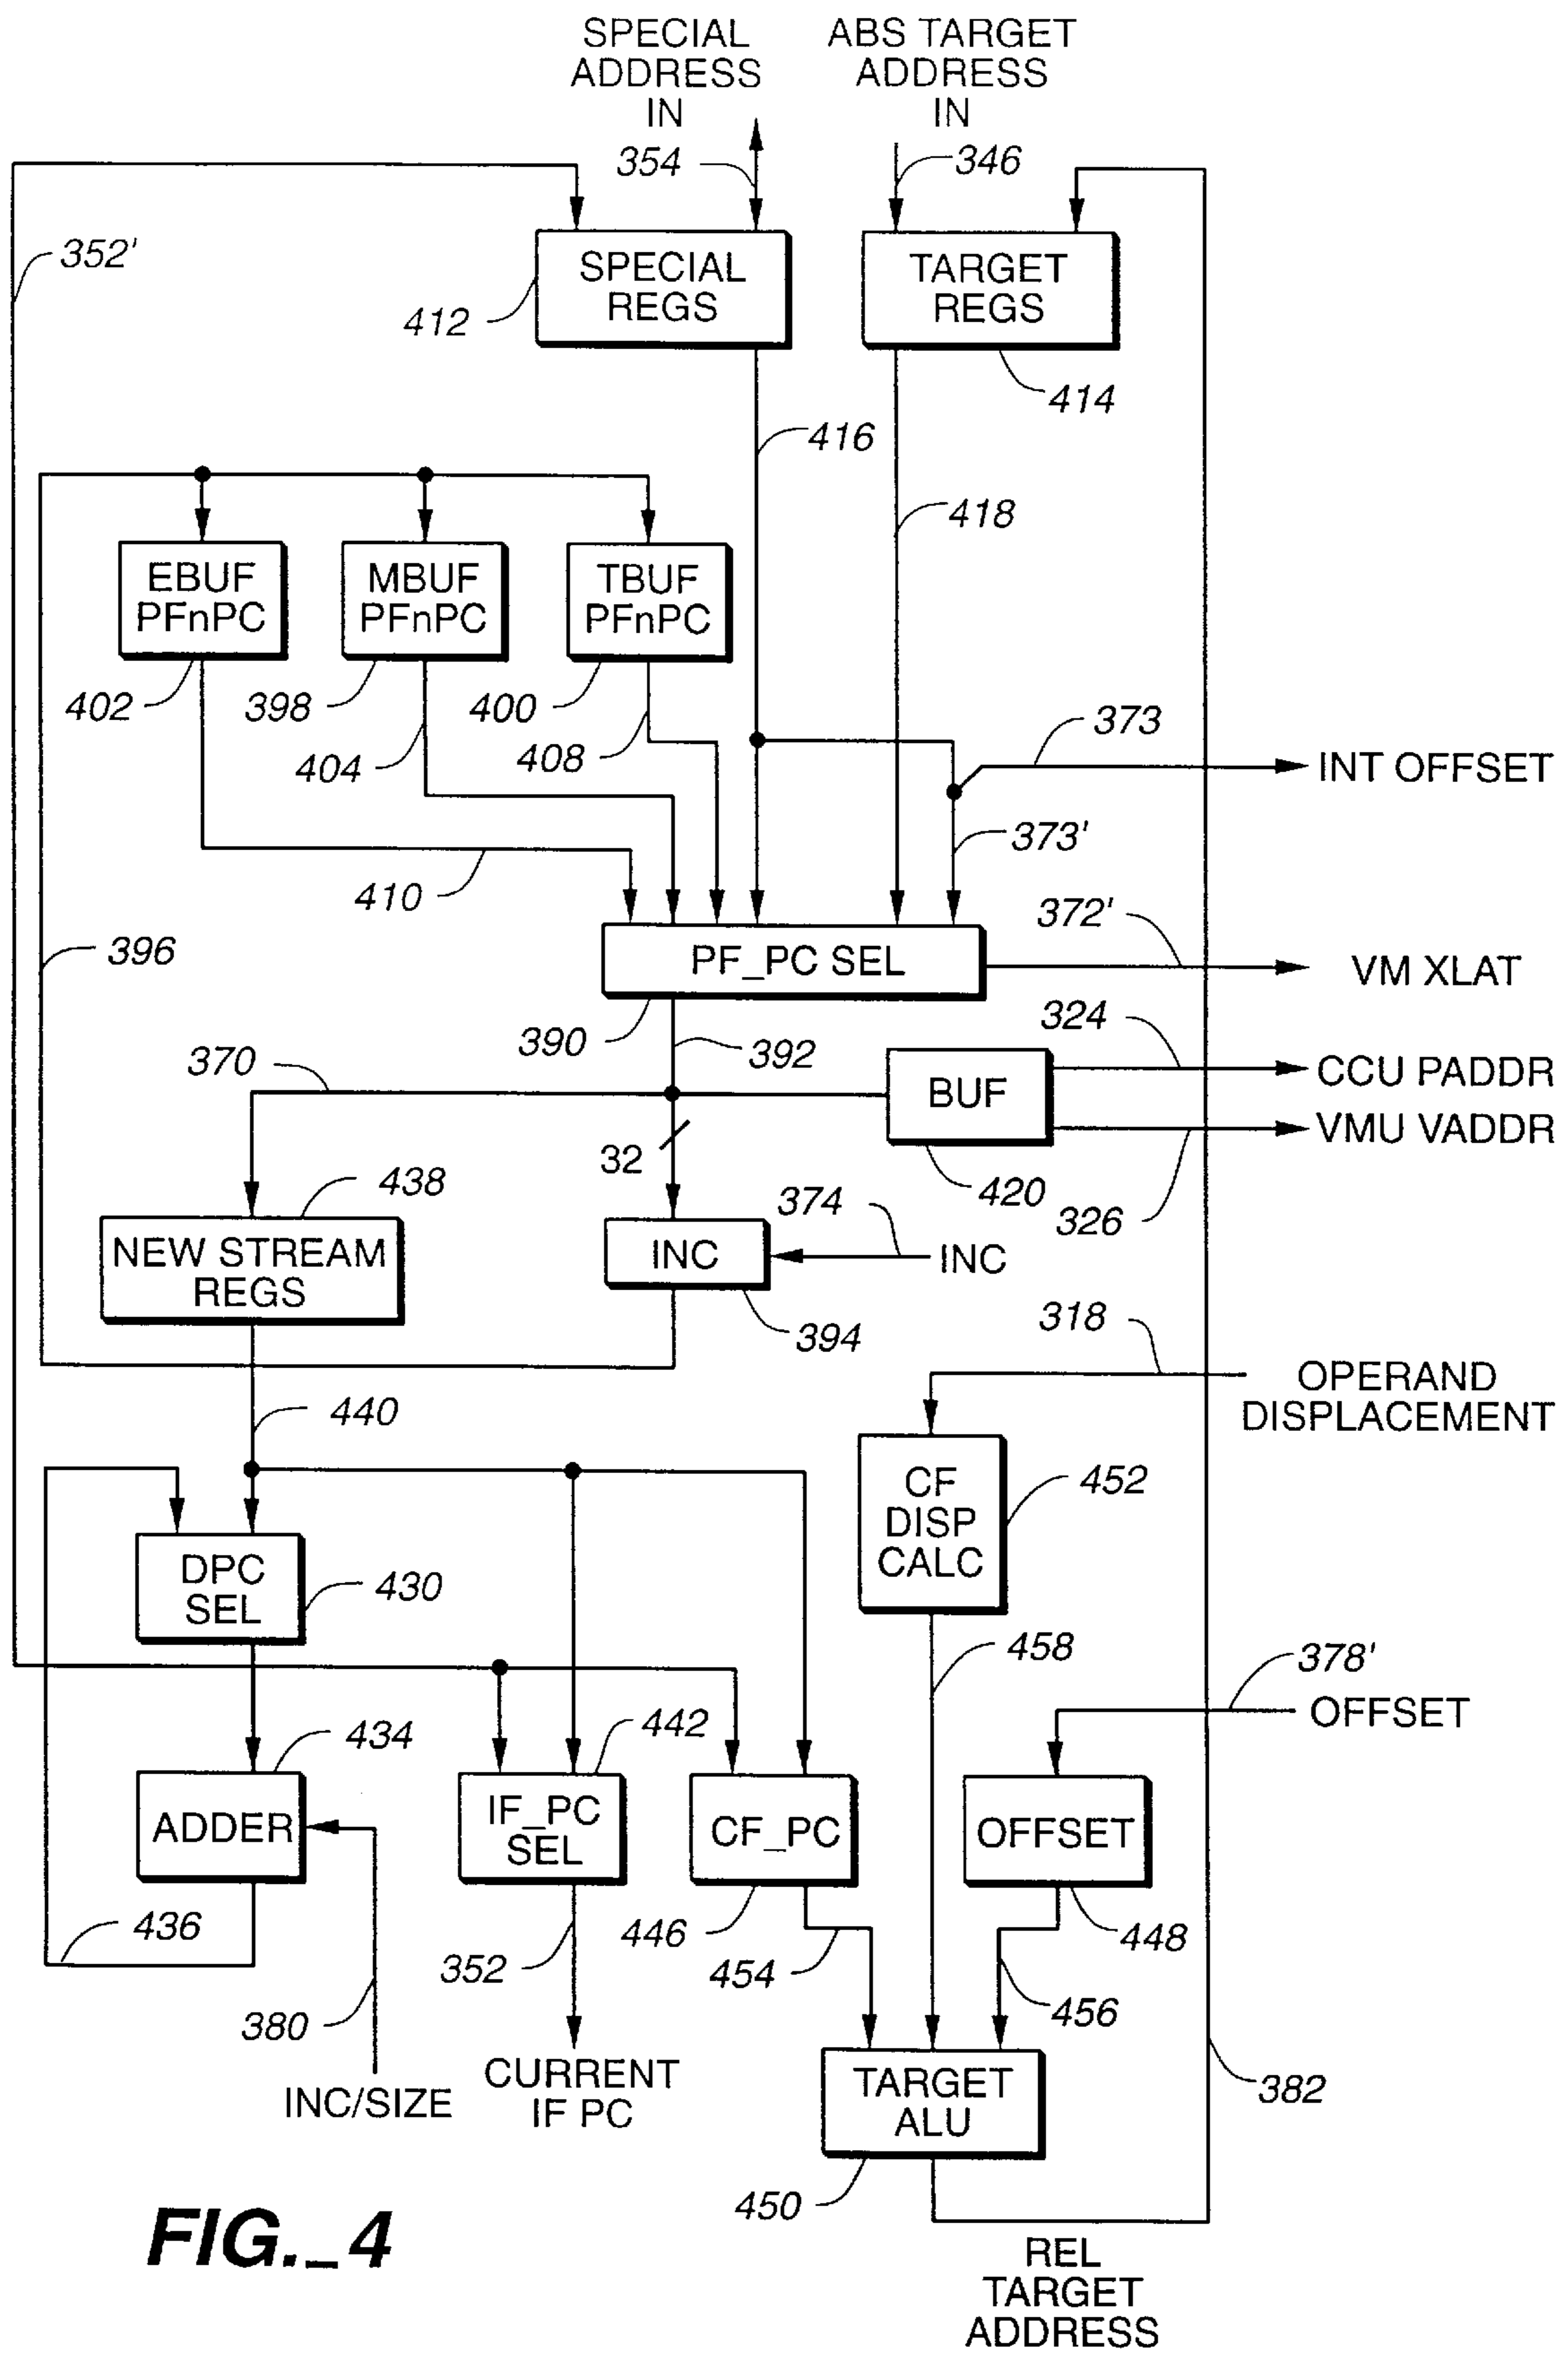 SPECIAL
ADDRESS
IN
ABS TARGET
ADDRESS
IN
354
346
352'
SPECIAL
REGS
TARGET
REGS
412
414
416
418
EBUF
PFnPC
MBUF
PFnPC
TBUF
PFnPC
402
398
400
404
408
373
INT OFFSET
373'
410
372'
396
PF_PC SEL
VM XLAT
390
392
324
370
BUF
CCU PADDR
VMU VADDR
32
438
374
420
326
NEW STREAM
REGS
INC
INC
394
318
OPERAND
DISPLACEMENT
440
CF
DISP
CALC
452
DPC
SEL
430
458
378'
OFFSET
434
442
ADDER
IF_PC
SEL
CF_PC
OFFSET
436
352
446
454
448
456
380
CURRENT
IF PC
INC/SIZE
TARGET
ALU
382
450
FIG._4
REL
TARGET
ADDRESS